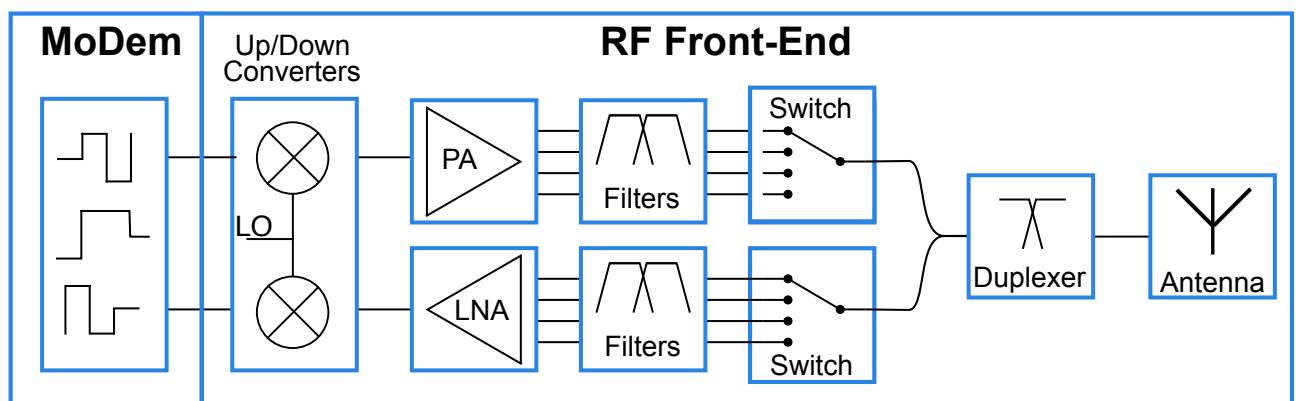 MoDem
RF Front-End
Up/Down
Converters
LO
PA
Filters
Switch
LNA
Filters
Switch
Duplexer
Antenna